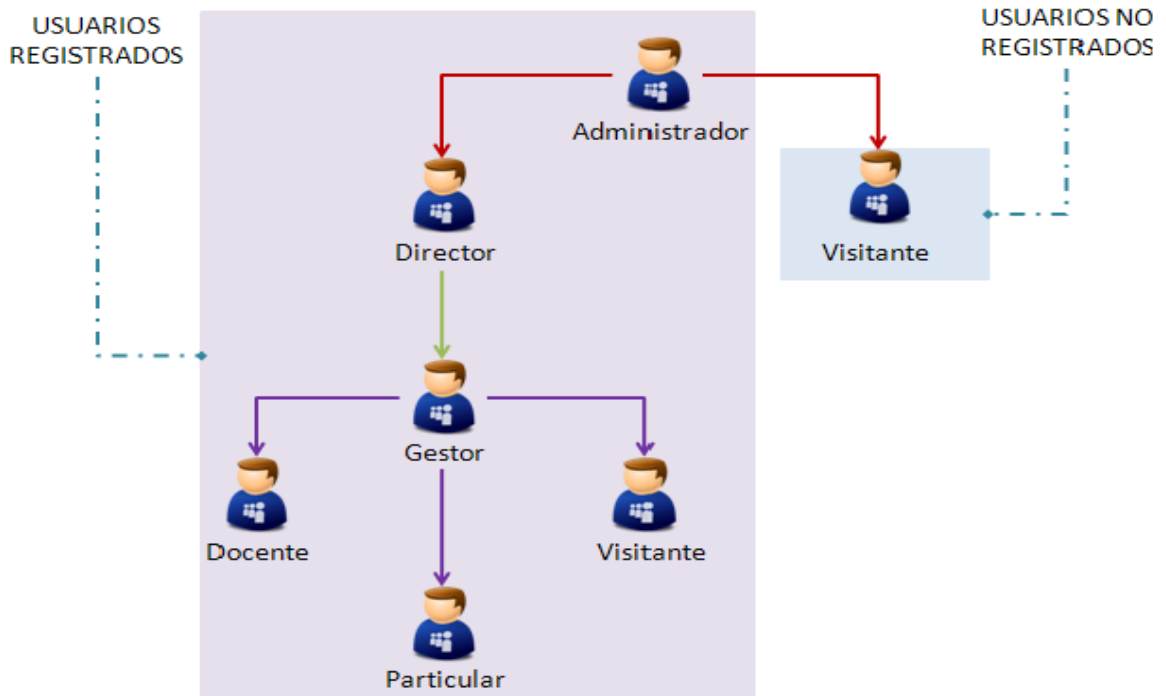 USUARIOS
REGISTRADOS
USUARIOS NO
REGISTRADOS
Administrador
Director
Visitante
Gestor
Docente
Visitante
Particular